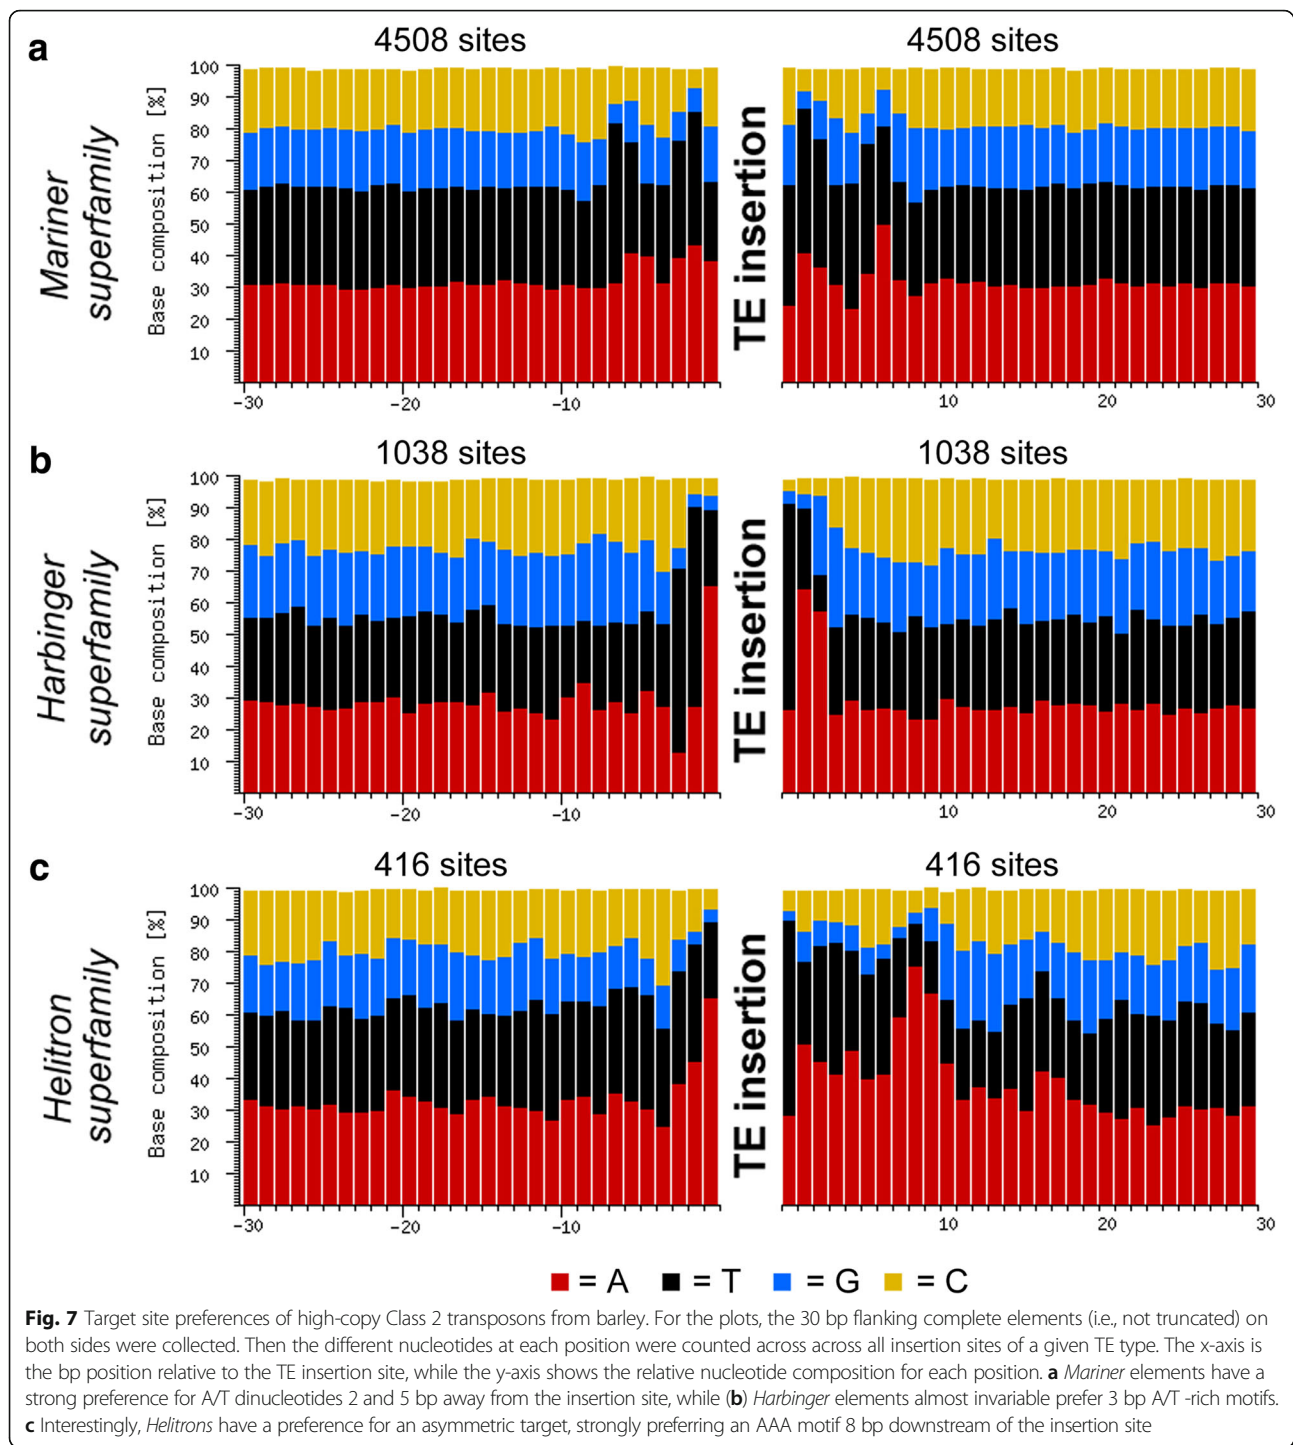 a
4508 sites
4508 sites
Mariner
superfamily
Base composition [%]
100
90
80
70
60
50
40
30
20
10
TE insertion
−30
−20
−10
10
20
30
b
1038 sites
1038 sites
Harbinger
superfamily
Base composition [%]
100
90
80
70
60
50
40
30
20
10
TE insertion
−30
−20
−10
10
20
30
c
416 sites
416 sites
Helitron
superfamily
Base composition [%]
100
90
80
70
60
50
40
30
20
10
TE insertion
−30
−20
−10
10
20
30
= A = T = G = C
Fig. 7 Target site preferences of high-copy Class 2 transposons from barley. For the plots, the 30 bp flanking complete elements (i.e., not truncated) on
both sides were collected. Then the different nucleotides at each position were counted across across all insertion sites of a given TE type. The x-axis is
the bp position relative to the TE insertion site, while the y-axis shows the relative nucleotide composition for each position. a Mariner elements have a
strong preference for A/T dinucleotides 2 and 5 bp away from the insertion site, while (b) Harbinger elements almost invariable prefer 3 bp A/T -rich motifs.
c Interestingly, Helitrons have a preference for an asymmetric target, strongly preferring an AAA motif 8 bp downstream of the insertion site